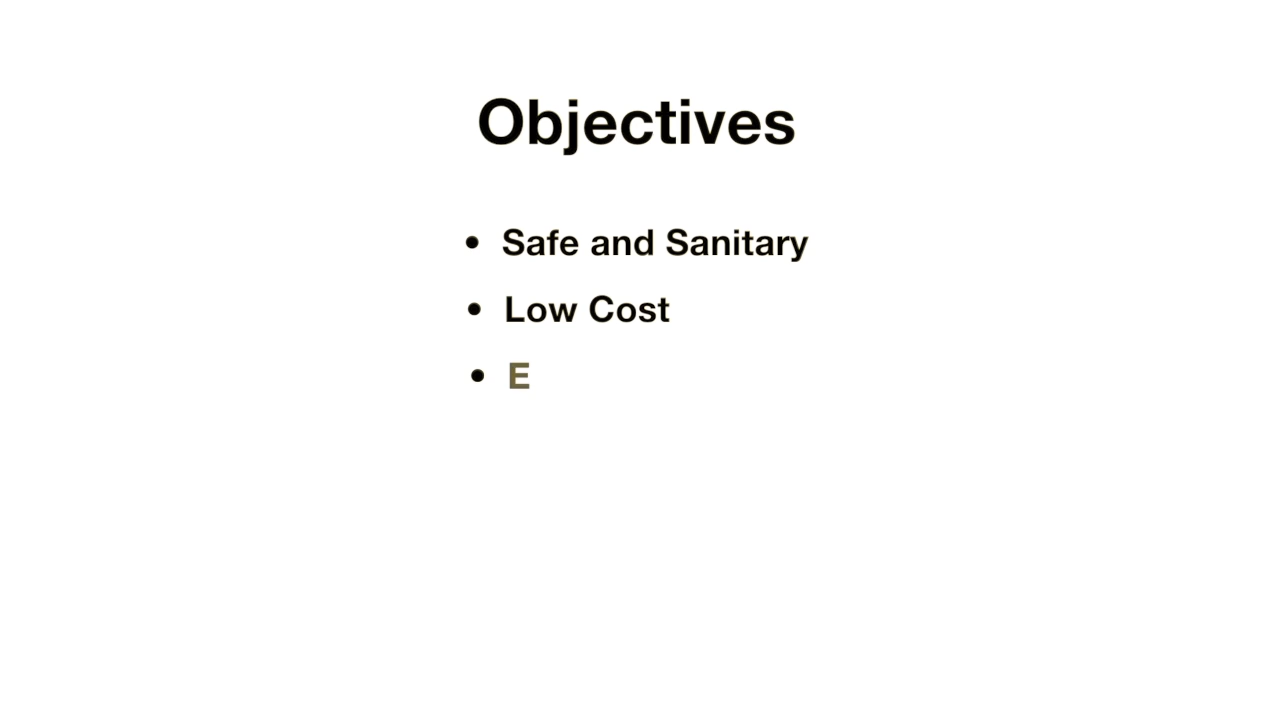 Objectives
• Safe and Sanitary
• Low Cost
• E